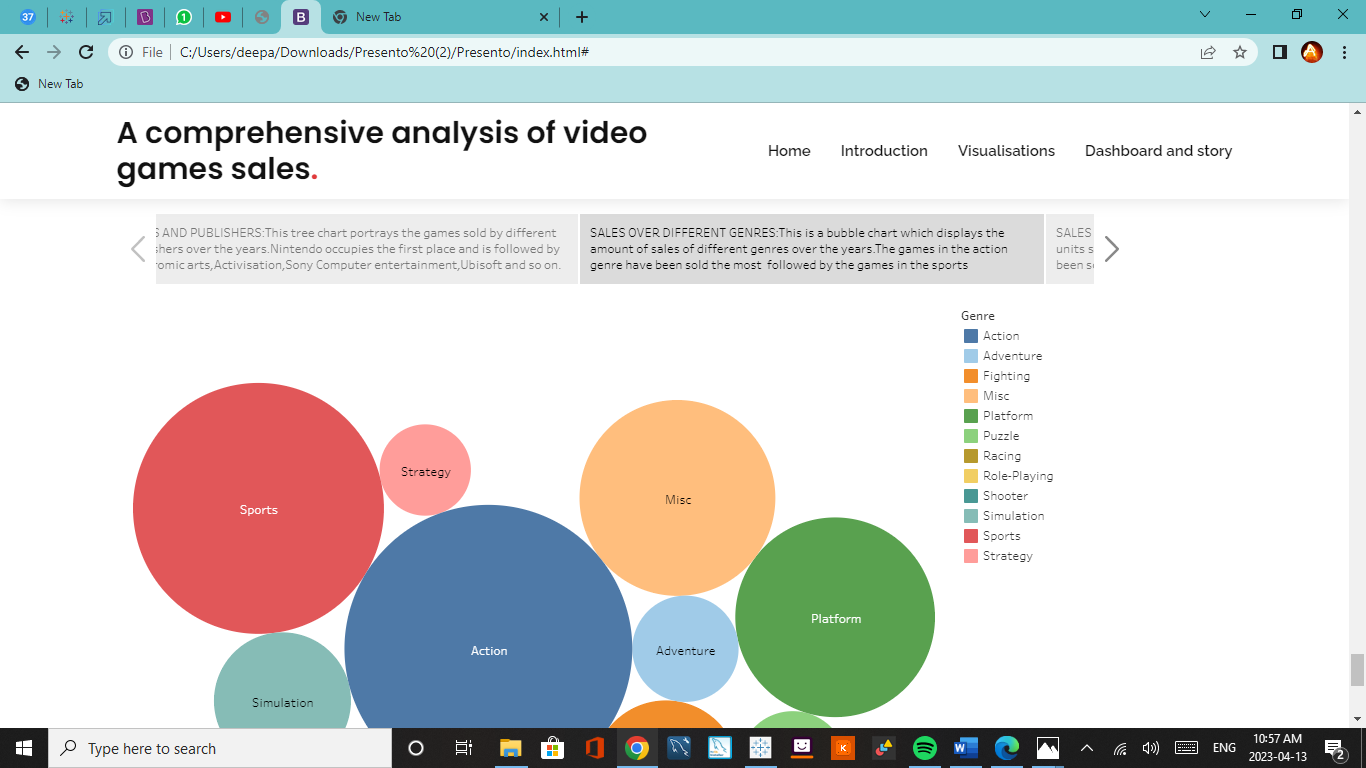 37
1
B
New Tab
File
C:/Users/deepa/Downloads/Presento%20(2)/Presento/index.html#
New Tab
A comprehensive analysis of video
games sales.
Home Introduction Visualisations Dashboard and story
AND PUBLISHERS:This tree chart portrays the games sold by different
over the years.Nintendo occupies the first place and is followed by
arts,Activisation,Sony Computer entertainment,Ubisoft and so on.
SALES OVER DIFFERENT GENRES:This is a bubble chart which displays the
amount of sales of different genres over the years.The games in the action
genre have been sold the most followed by the games in the sports
SALES
units
been
Genre
Action
Adventure
Fighting
Misc
Platform
Puzzle
Racing
Role-Playing
Shooter
Simulation
Sports
Strategy
Strategy
Misc
Sports
Platform
Action
Adventure
Simulation
Type here to search
ENG
10:57 AM
2023-04-13
2